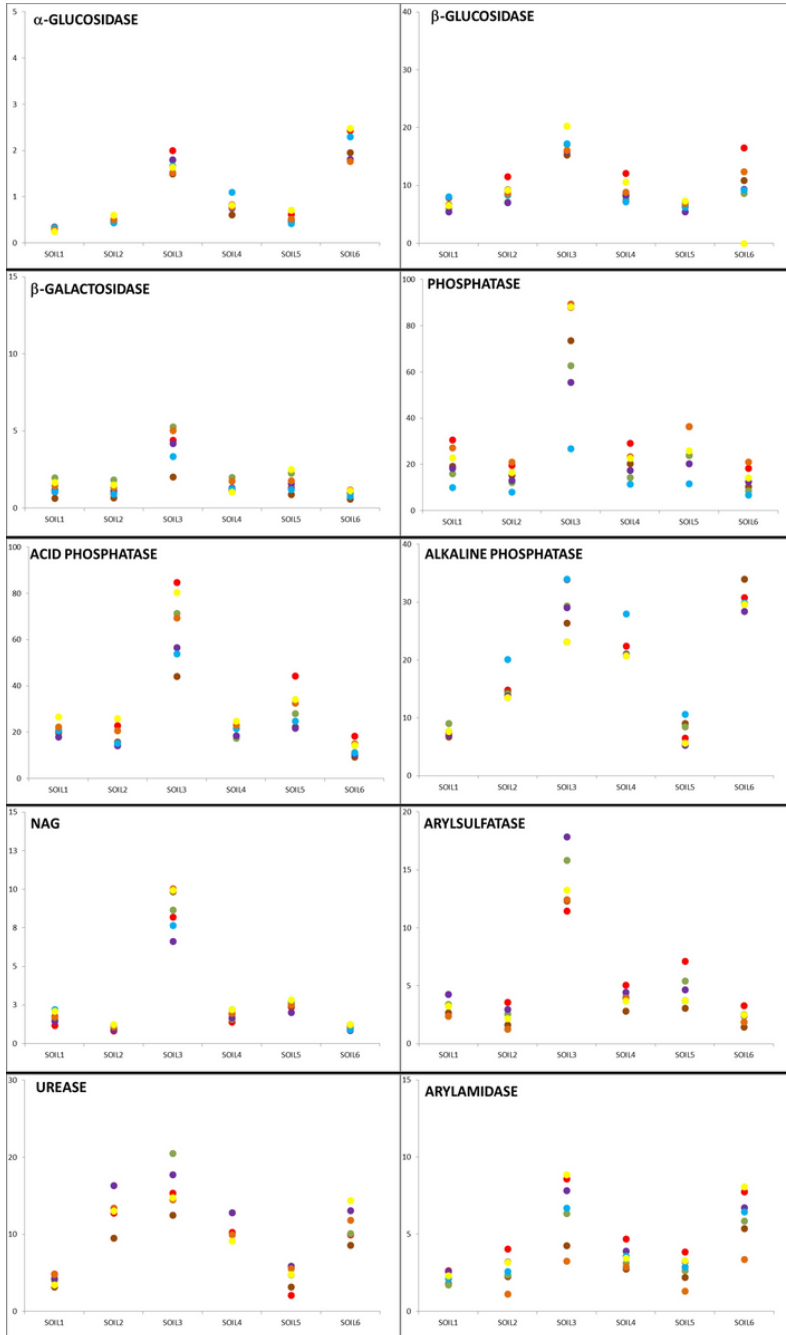 α-GLUCOSIDASE
5
4
3
2
1
0
SOIL1 SOIL2 SOIL3 SOIL4 SOIL5 SOIL6
β-GLUCOSIDASE
40
30
20
10
0
SOIL1 SOIL2 SOIL3 SOIL4 SOIL5 SOIL6
β-GALACTOSIDASE
15
10
5
0
SOIL1 SOIL2 SOIL3 SOIL4 SOIL5 SOIL6
PHOSPHATASE
100
80
60
40
20
0
SOIL1 SOIL2 SOIL3 SOIL4 SOIL5 SOIL6
ACID PHOSPHATASE
100
80
60
40
20
0
SOIL1 SOIL2 SOIL3 SOIL4 SOIL5 SOIL6
ALKALINE PHOSPHATASE
40
30
20
10
0
SOIL1 SOIL2 SOIL3 SOIL4 SOIL5 SOIL6
NAG
15
13
10
8
5
3
0
SOIL1 SOIL2 SOIL3 SOIL4 SOIL5 SOIL6
ARYLSULFATASE
20
15
10
5
0
SOIL1 SOIL2 SOIL3 SOIL4 SOIL5 SOIL6
UREASE
30
20
10
0
SOIL1 SOIL2 SOIL3 SOIL4 SOIL5 SOIL6
ARYLAMIDASE
15
10
5
0
SOIL1 SOIL2 SOIL3 SOIL4 SOIL5 SOIL6